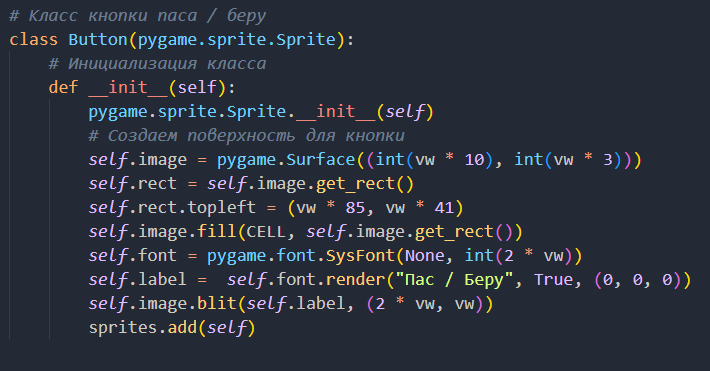 # Класс кнопки паса / беру
class Button(pygame.sprite.Sprite):
    # Инициализация класса
    def __init__(self):
        pygame.sprite.Sprite.__init__(self)
        # Создаем поверхность для кнопки
        self.image = pygame.Surface((int(vw * 10), int(vw * 3)))
        self.rect = self.image.get_rect()
        self.rect.topleft = (vw * 85, vw * 41)
        self.image.fill(CELL, self.image.get_rect())
        self.font = pygame.font.SysFont(None, int(2 * vw))
        self.label =  self.font.render("Пас / Беру", True, (0, 0, 0))
        self.image.blit(self.label, (2 * vw, vw))
        sprites.add(self)